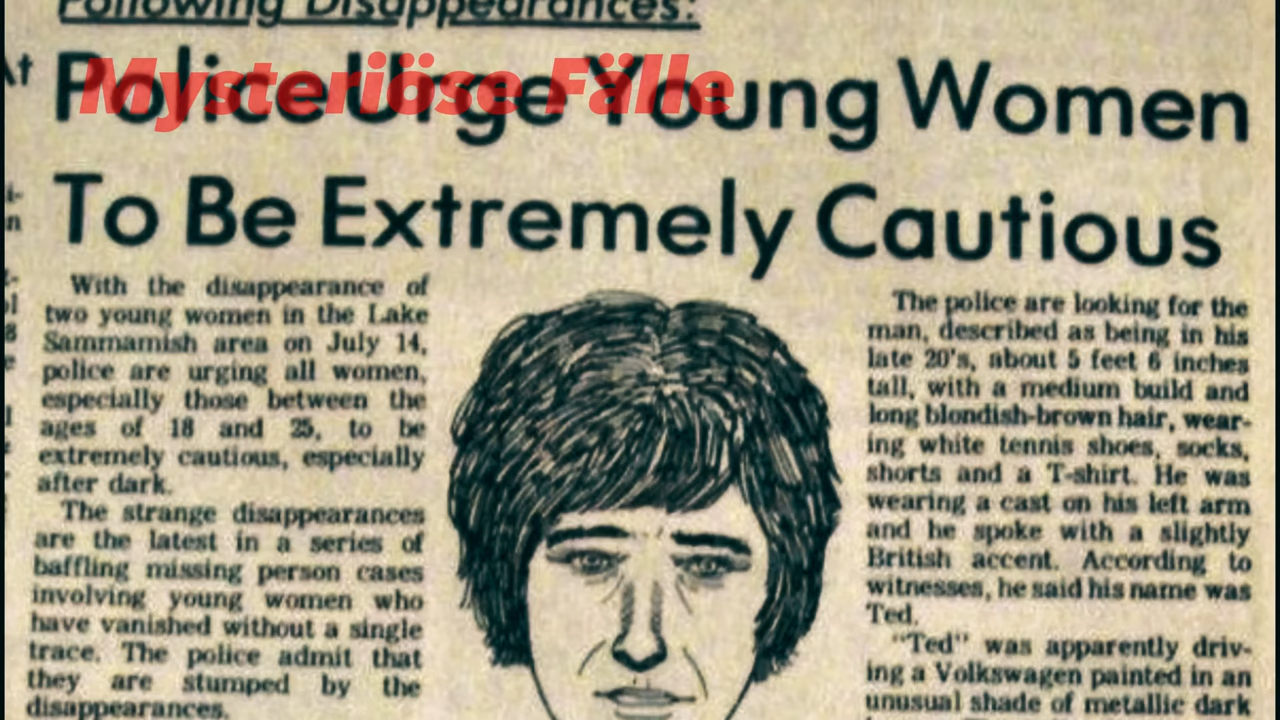 Following Disappearances:
Mysteriöse Fälle
Police Urge Young Women
To Be Extremely Cautious
With the disappearance of
two young women in the Lake
Sammamish area on July 14,
police are urging all women,
especially those between the
ages of 18 and 25, to be
extremely cautious, especially
after dark.
The strange disappearances
are the latest in a series of
baffling missing person cases
involving young women who
have vanished without a single
trace. The police admit that
they are stumped by the
disappearances.
The police are looking for the
man, described as being in his
late 20's, about 5 feet 6 inches
tall, with a medium build and
long blondish-brown hair, wear-
ing white tennis shoes, socks,
shorts and a T-shirt. He was
wearing a cast on his left arm
and he spoke with a slightly
British accent. According to
witnesses, he said his name was
Ted.
"Ted" was apparently driv-
ing a Volkswagen painted in an
unusual shade of metallic dark